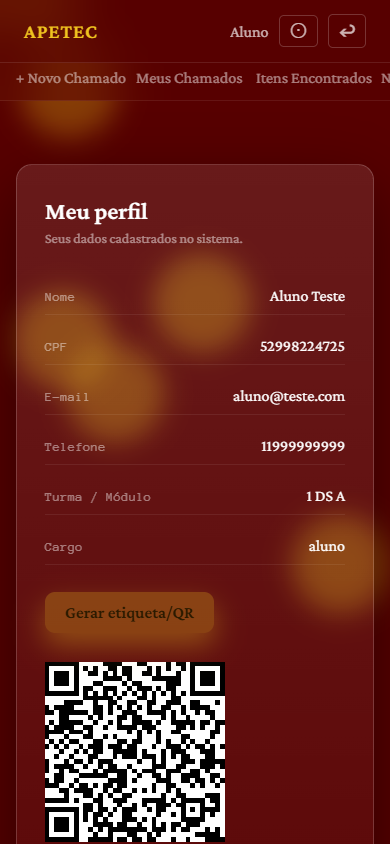 APETEC
Aluno
+ Novo Chamado Meus Chamados Itens Encontrados N
Meu perfil
Seus dados cadastrados no sistema.
Nome Aluno Teste
CPF 52998224725
E-mail aluno@teste.com
Telefone 11999999999
Turma / Módulo 1 DS A
Cargo aluno
Gerar etiqueta/QR